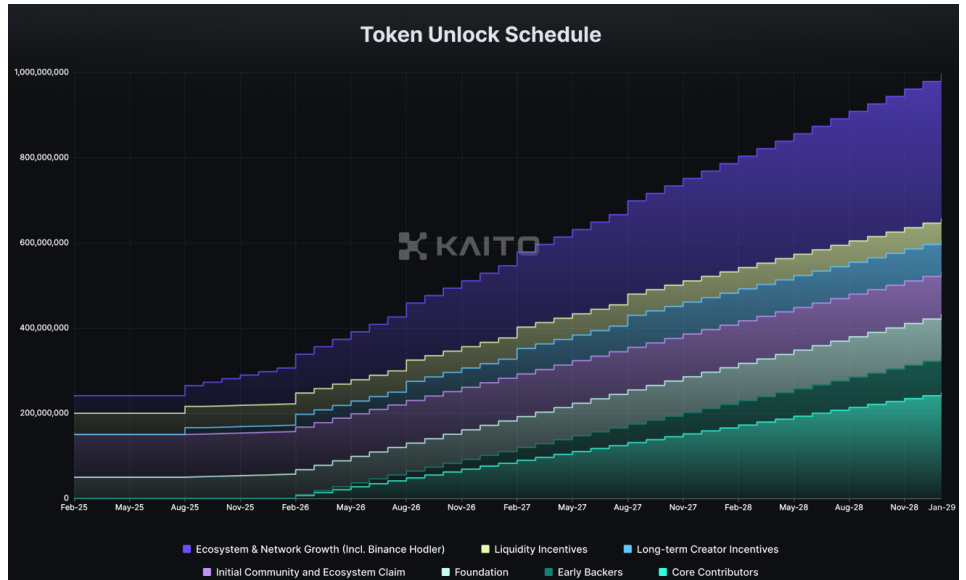 Token Unlock Schedule
1,000,000,000
800,000,000
600,000,000
400,000,000
200,000,000
0
KAITO
Feb-25 May-25 Aug-25 Nov-25 Feb-26 May-26 Aug-26 Nov-26 Feb-27 May-27 Aug-27 Nov-27 Feb-28 May-28 Aug-28 Nov-28 Jan-29
Ecosystem & Network Growth (Incl. Binance Hodler) Liquidity Incentives Long-term Creator Incentives
Initial Community and Ecosystem Claim Foundation Early Backers Core Contributors